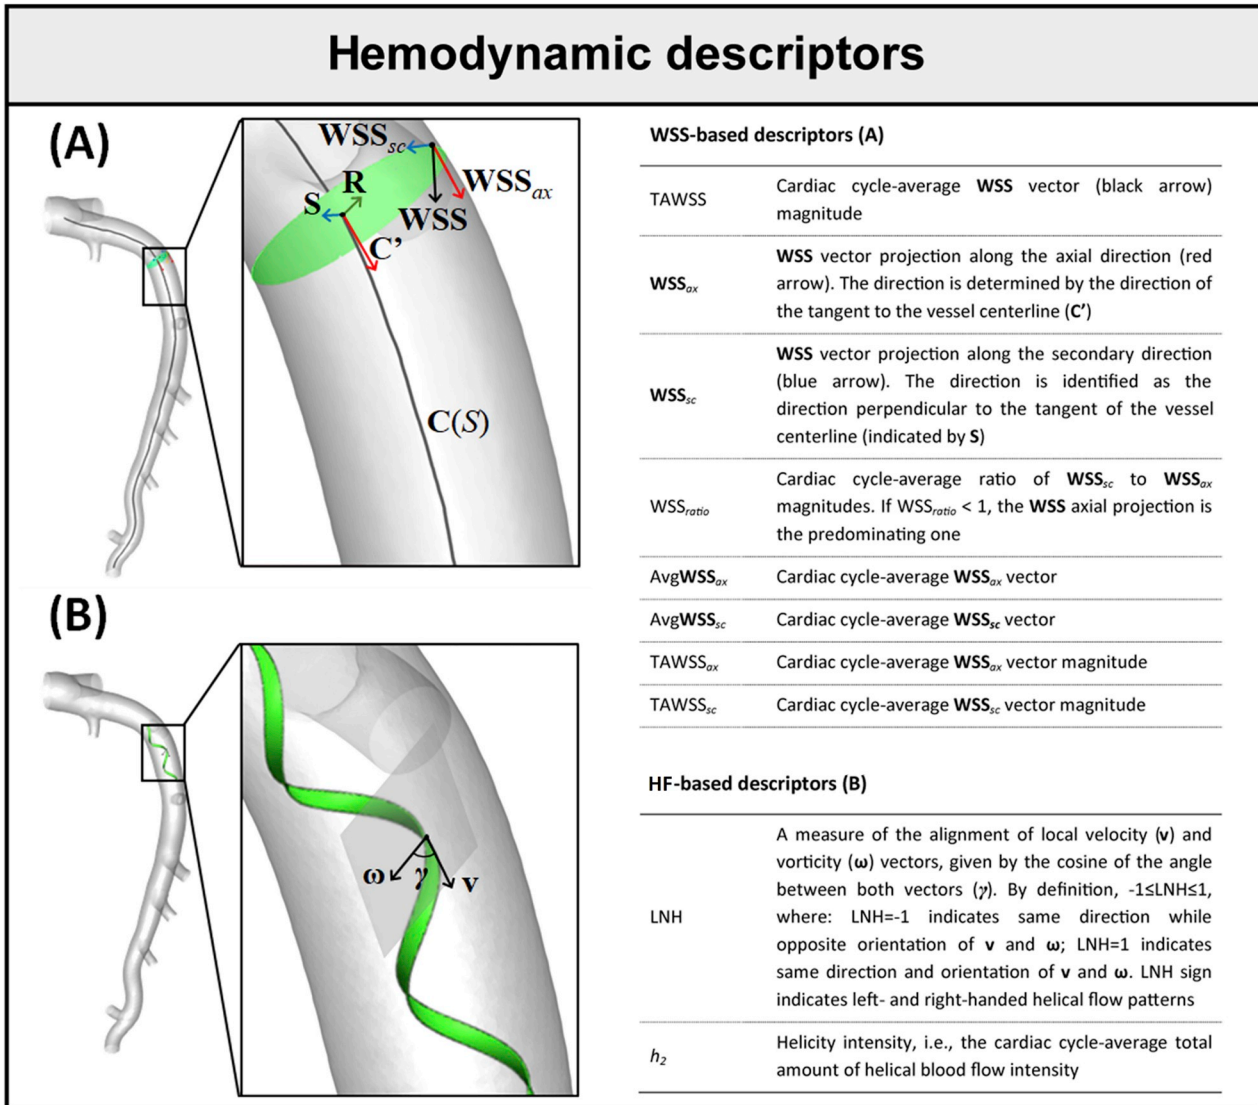 Hemodynamic descriptors
(A)
WSSsc
R
S
WSSax
WSS
C’
C(S)
(B)
ω
γ
v
WSS-based descriptors (A)
TAWSS
Cardiac cycle-average WSS vector (black arrow)
magnitude
WSSax
WSS vector projection along the axial direction (red
arrow). The direction is determined by the direction of
the tangent to the vessel centerline (C’)
WSSsc
WSS vector projection along the secondary direction
(blue arrow). The direction is identified as the
direction perpendicular to the tangent of the vessel
centerline (indicated by S)
WSSratio
Cardiac cycle-average ratio of WSSsc to WSSax
magnitudes. If WSSratio < 1, the WSS axial projection is
the predominating one
AvgWSSax
Cardiac cycle-average WSSax vector
AvgWSSsc
Cardiac cycle-average WSSsc vector
TAWSSax
Cardiac cycle-average WSSax vector magnitude
TAWSSsc
Cardiac cycle-average WSSsc vector magnitude
HF-based descriptors (B)
LNH
A measure of the alignment of local velocity (v) and
vorticity (ω) vectors, given by the cosine of the angle
between both vectors (γ). By definition, -1≤LNH≤1,
where: LNH=-1 indicates same direction while
opposite orientation of v and ω; LNH=1 indicates
same direction and orientation of v and ω. LNH sign
indicates left- and right-handed helical flow patterns
h2
Helicity intensity, i.e., the cardiac cycle-average total
amount of helical blood flow intensity